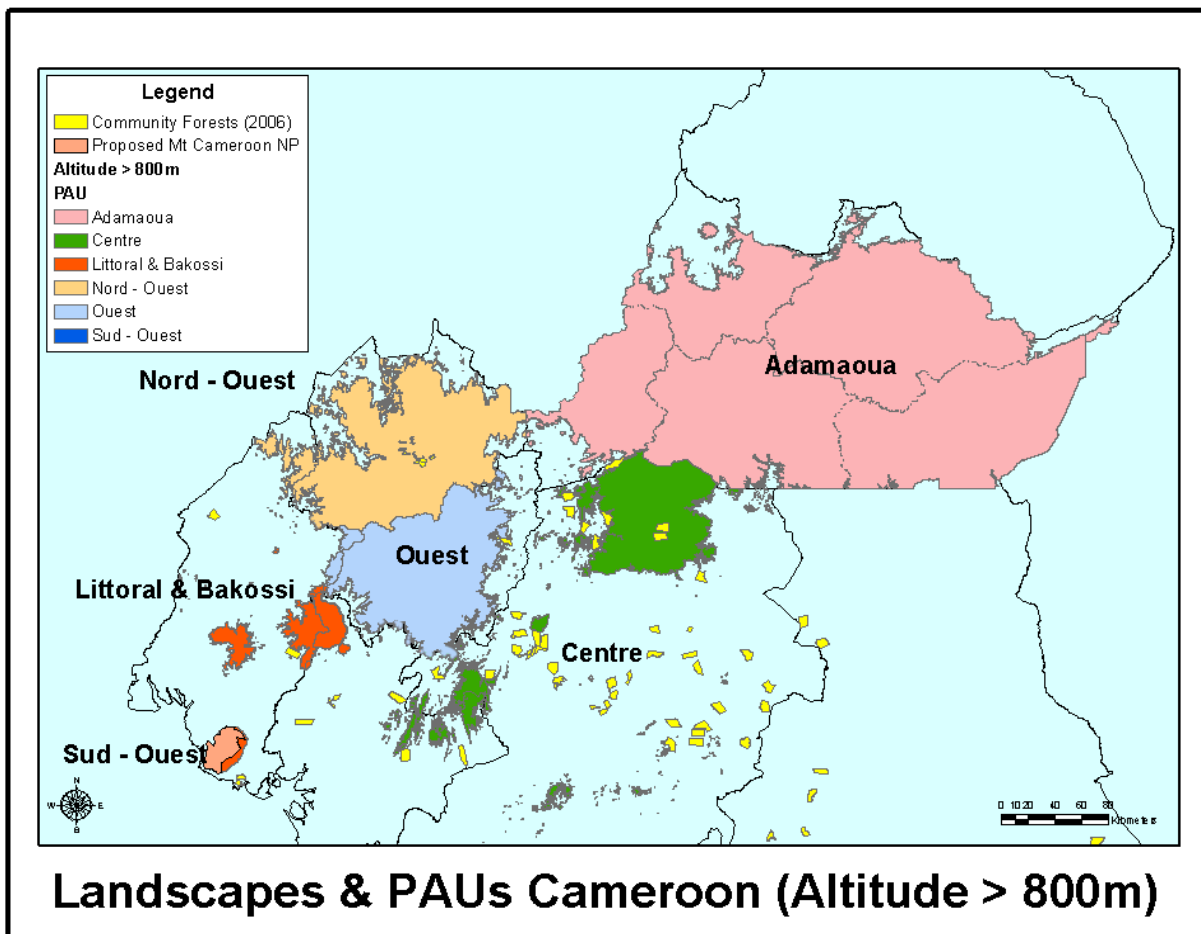 Legend
Community Forests (2006)
Proposed Mt Cameroon NP
Altitude > 800m
PAU
Adamaoua
Centre
Littoral & Bakossi
Nord - Ouest
Ouest
Sud - Ouest
Nord - Ouest
Adamaoua
Ouest
Littoral & Bakossi
Centre
Sud - Ouest
N
W E
S
0 10 20 40 60 80
Kilometers
Landscapes & PAUs Cameroon (Altitude > 800m)